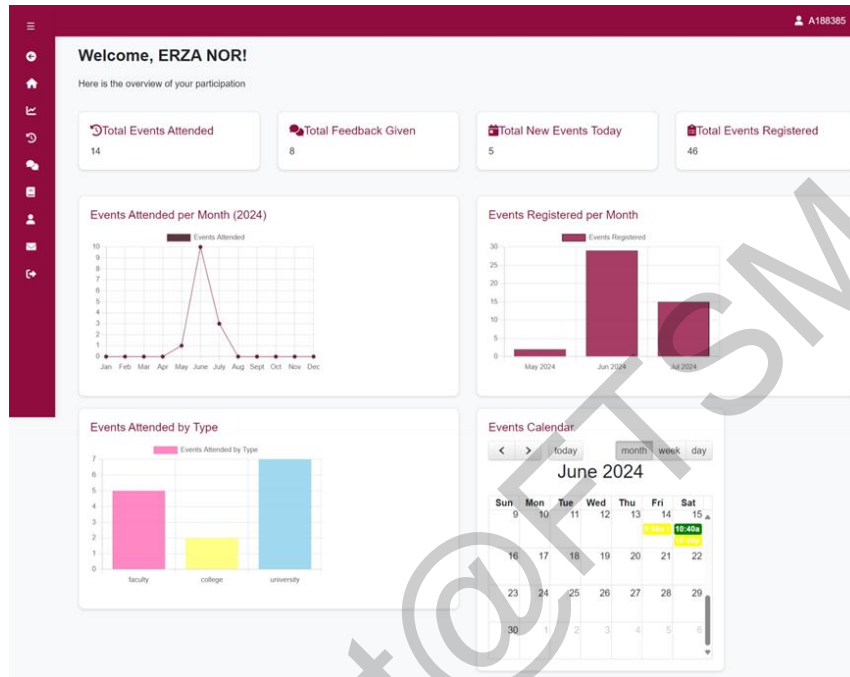 A188385
Welcome, ERZA NOR!
Here is the overview of your participation
Total Events Attended
14
Total Feedback Given
8
Total New Events Today
5
Total Events Registered
46
Events Attended per Month (2024)
Events Attended
10
9
8
7
6
5
4
3
2
1
0
Jan Feb Mar Apr May June July Aug Sept Oct Nov Dec
Events Registered per Month
Events Registered
30
25
20
15
10
5
0
May 2024 Jun 2024 Jul 2024
Events Attended by Type
Events Attended by Type
7
6
5
4
3
2
1
0
faculty college university
Events Calendar
today month week day
June 2024
Sun Mon Tue Wed Thu Fri Sat
9 10 11 12 13 14 15
10:40a
16 17 18 19 20 21 22
23 24 25 26 27 28 29
30 1 2 3 4 5 6
t@FTSM